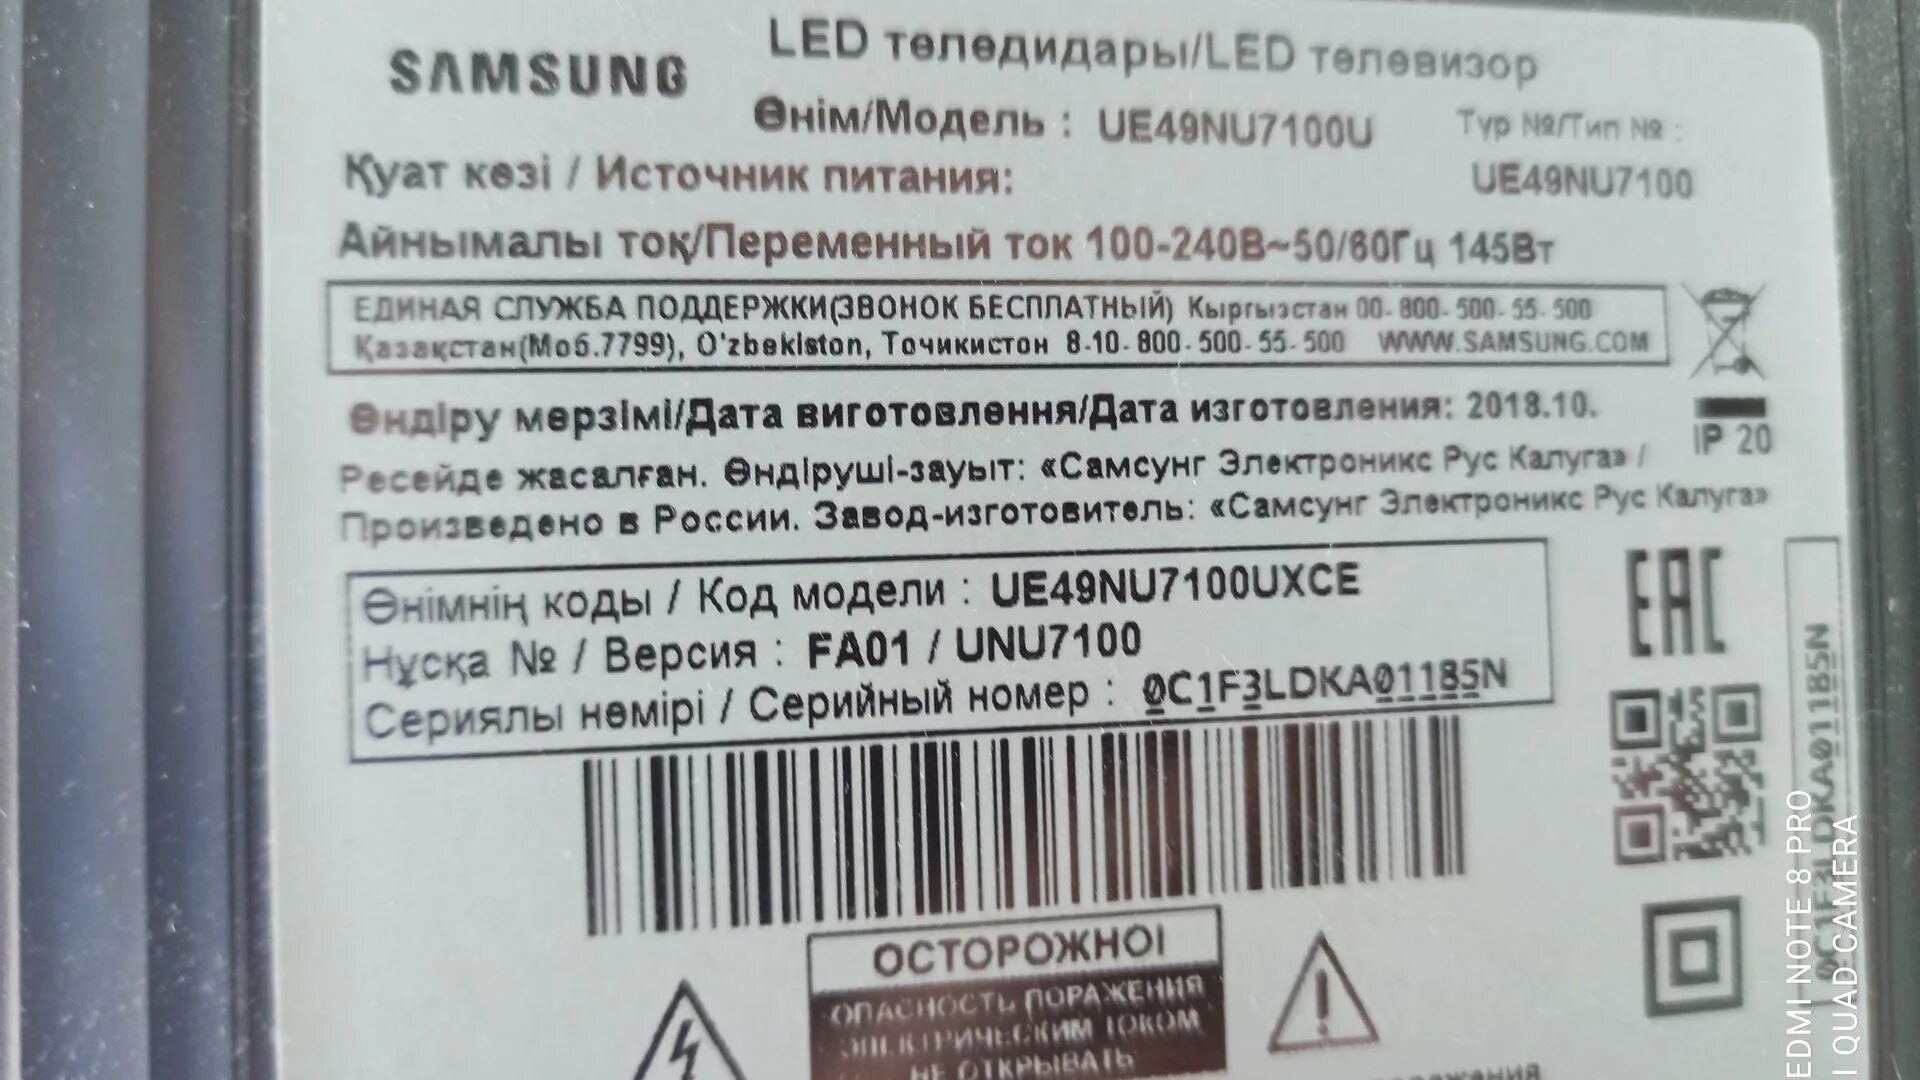 SAMSUNG
LED теледидары/LED телевизор
Өнім/Модель : UE49NU7100U
Түр №/Тип № :
UE49NU7100
Қуат көзі / Источник питания:
Айнымалы тоқ/Переменный ток 100-240В~50/60Гц 145Вт
ЕДИНАЯ СЛУЖБА ПОДДЕРЖКИ(ЗВОНОК БЕСПЛАТНЫЙ) Кыргызстан 00-800-500-55-500
Қазақстан(Моб.7799), O'zbekiston, Точикистон 8-10-800-500-55-500 WWW.SAMSUNG.COM
Өндіру мерзімі/Дата виготовлення/Дата изготовления: 2018.10.
IP 20
Ресейде жасалған. Өндіруші-зауыт: «Самсунг Электроникс Рус Калуга» /
Произведено в России. Завод-изготовитель: «Самсунг Электроникс Рус Калуга»
Өнімнің коды / Код модели : UE49NU7100UXCE
Нұсқа № / Версия : FA01 / UNU7100
Сериялы нөмірі / Серийный номер : 0C1F3LDKA01185N
EAC
0C1F3LDKA01185N
ОСТОРОЖНО!
ОПАСНОСТЬ ПОРАЖЕНИЯ
ЭЛЕКТРИЧЕСКИМ ТОКОМ
НЕ ОТКРЫВАТЬ
EDMI NOTE 8 PRO
I QUAD CAMERA